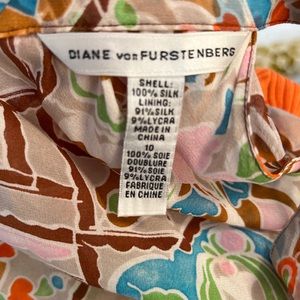 DIANE VON FURSTENBERG
SHELL:
100% SILK
LINING:
91% SILK
9% LYCRA
MADE IN
CHINA
10
100% SOIE
DOUBLURE
91% SOIE
9% LYCRA
FABRIQUE
EN CHINE